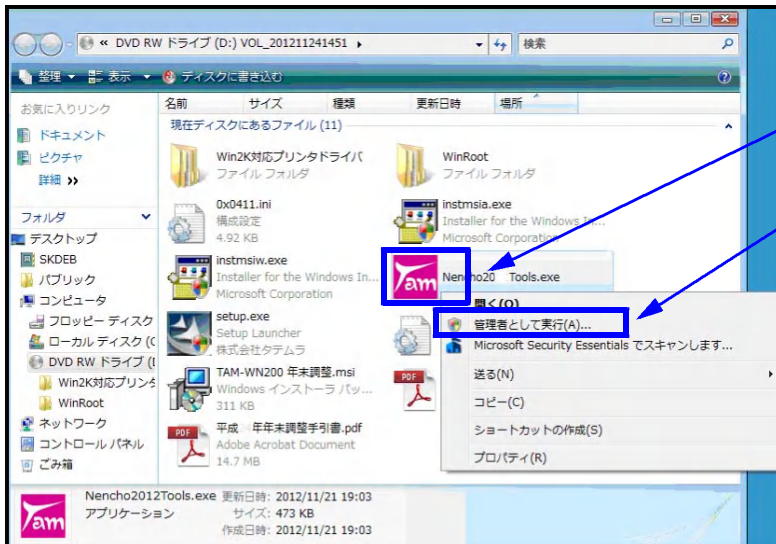 « DVD RW ドライブ (D:) VOL_201211241451
検索
整理 表示 ディスクに書き込む
お気に入りリンク
ドキュメント
ピクチャ
詳細 »
フォルダ
デスクトップ
SKDEB
パブリック
コンピュータ
フロッピー ディスク
ローカル ディスク (C
DVD RW ドライブ (
Win2K対応プリンタ
WinRoot
ネットワーク
コントロール パネル
ごみ箱
名前 サイズ 種類 更新日時 場所
現在ディスクにあるファイル (11)
Win2K対応プリンタドライバ
ファイル フォルダ
WinRoot
ファイル フォルダ
0x0411.ini
構成設定
4.92 KB
instmsia.exe
Installer for the Windows In...
Microsoft Corporation
instmsiw.exe
Installer for the Windows In...
Microsoft Corporation
Tam
Nencho20 Tools.exe
setup.exe
Setup Launcher
株式会社タテムラ
TAM-WN200 年末調整.msi
Windows インストーラ パッ...
311 KB
PDF
PDF
平成 年年末調整手引書.pdf
Adobe Acrobat Document
14.7 MB
開く(O)
管理者として実行(A)...
Microsoft Security Essentials でスキャンします...
送る(N)
コピー(C)
ショートカットの作成(S)
プロパティ(R)
Tam
Nencho2012Tools.exe 更新日時: 2012/11/21 19:03
アプリケーション サイズ: 473 KB
作成日時: 2012/11/21 19:03